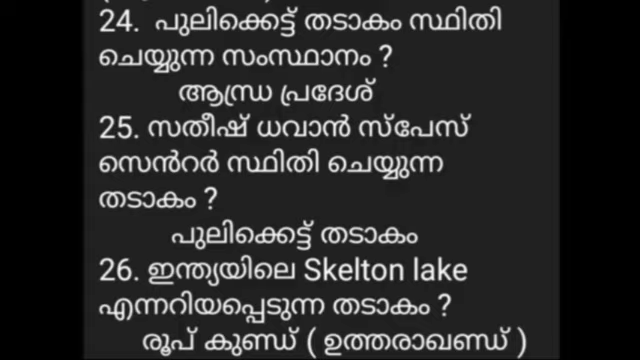 24. പുലിക്കെട്ട് തടാകം സ്ഥിതി
ചെയ്യുന്ന സംസ്ഥാനം ?
ആന്ധ്ര പ്രദേശ്
25. സതീഷ് ധവാൻ സ്പേസ്
സെൻറർ സ്ഥിതി ചെയ്യുന്ന
തടാകം ?
പുലിക്കെട്ട് തടാകം
26. ഇന്ത്യയിലെ Skelton lake
എന്നറിയപ്പെടുന്ന തടാകം ?
രൂപ് കുണ്ഡ് ( ഉത്തരാഖണ്ഡ് )